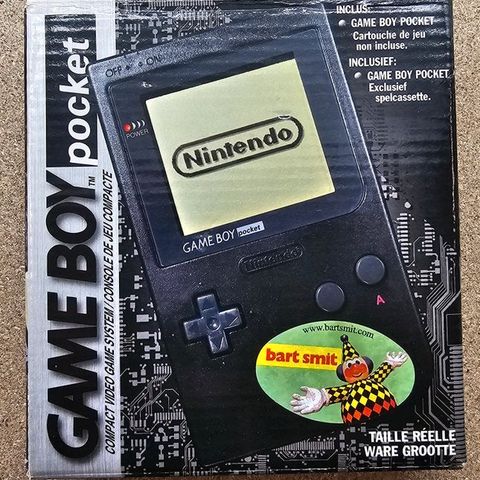 INCLUS:
GAME BOY POCKET
Cartouche de jeu
non incluse.
INCLUSIEF:
GAME BOY POCKET
Exclusief
spelcassette.
OFF • ON
POWER
Nintendo
GAME BOY pocket
Nintendo
A
GAME BOY™ pocket
COMPACT VIDEO GAME SYSTEM / CONSOLE DE JEU COMPACTE
www.bartsmit.com
bart smit
TAILLE RÉELLE
WARE GROOTTE